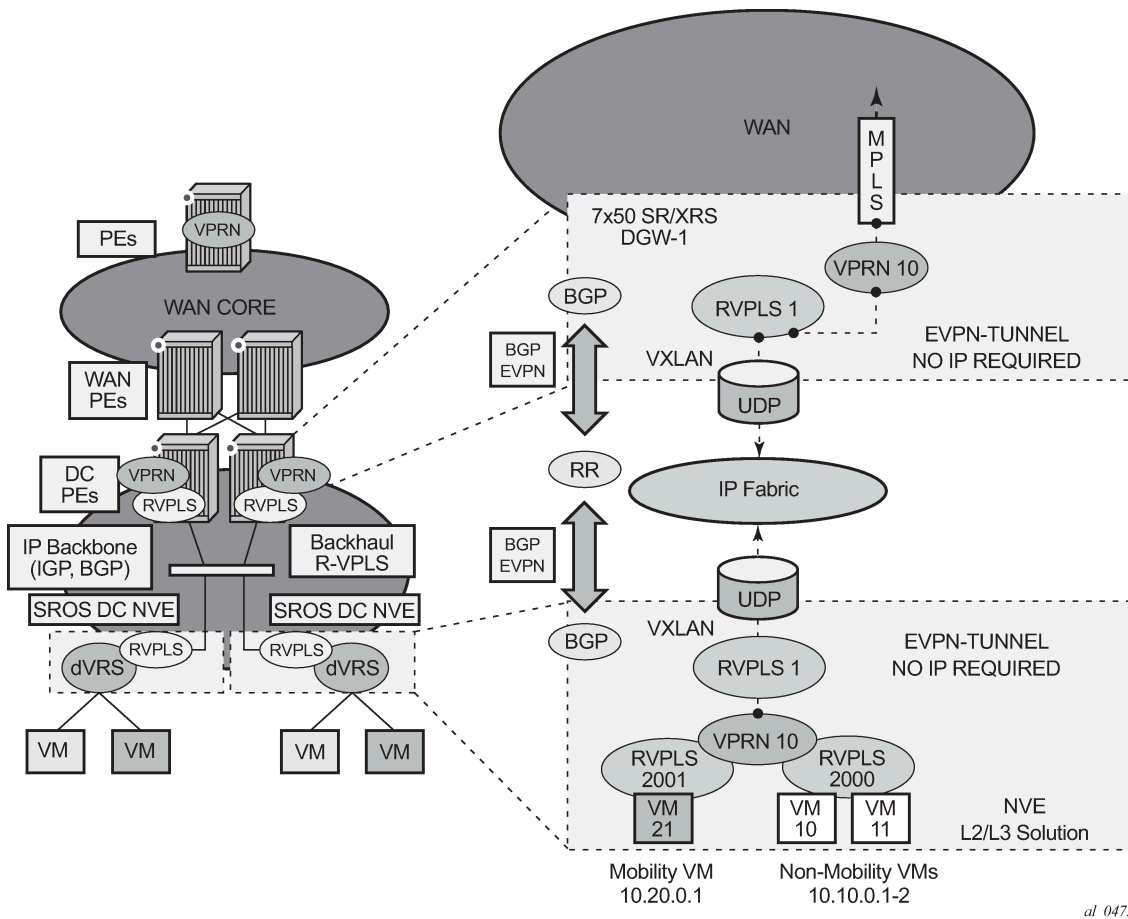 WAN
MPLS
7x50 SR/XRS
DGW-1
VPRN
PEs
VPRN 10
BGP
RVPLS 1
WAN CORE
EVPN-TUNNEL
NO IP REQUIRED
BGP
EVPN
VXLAN
WAN
PEs
UDP
DC
PEs
VPRN
VPRN
RVPLS
RVPLS
RR
IP Fabric
IP Backbone
(IGP, BGP)
Backhaul
R-VPLS
BGP
EVPN
UDP
SROS DC NVE
SROS DC NVE
BGP
VXLAN
EVPN-TUNNEL
NO IP REQUIRED
RVPLS
RVPLS
dVRS
dVRS
RVPLS 1
VM
VM
VM
VM
VPRN 10
RVPLS
2001
RVPLS
2000
VM
21
VM
10
VM
11
NVE
L2/L3 Solution
Mobility VM
10.20.0.1
Non-Mobility VMs
10.10.0.1-2